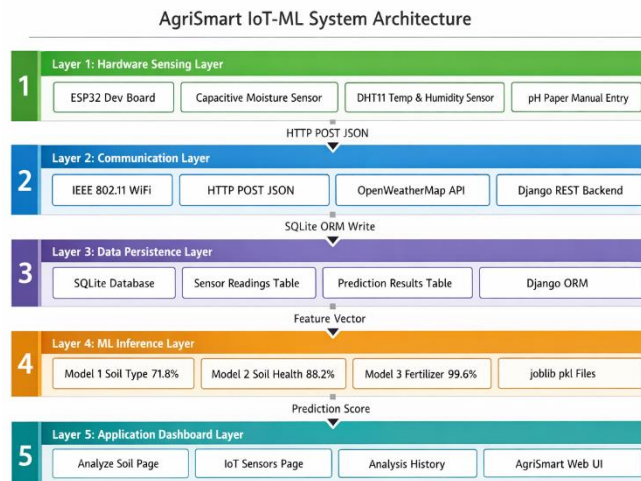 AgriSmart IoT-ML System Architecture
1
Layer 1: Hardware Sensing Layer
ESP32 Dev Board
Capacitive Moisture Sensor
DHT11 Temp & Humidity Sensor
pH Paper Manual Entry
HTTP POST JSON
2
Layer 2: Communication Layer
IEEE 802.11 WiFi
HTTP POST JSON
OpenWeatherMap API
Django REST Backend
SQLite ORM Write
3
Layer 3: Data Persistence Layer
SQLite Database
Sensor Readings Table
Prediction Results Table
Django ORM
Feature Vector
4
Layer 4: ML Inference Layer
Model 1 Soil Type 71.8%
Model 2 Soil Health 88.2%
Model 3 Fertilizer 99.6%
joblib pkl Files
Prediction Score
5
Layer 5: Application Dashboard Layer
Analyze Soil Page
IoT Sensors Page
Analysis History
AgriSmart Web UI